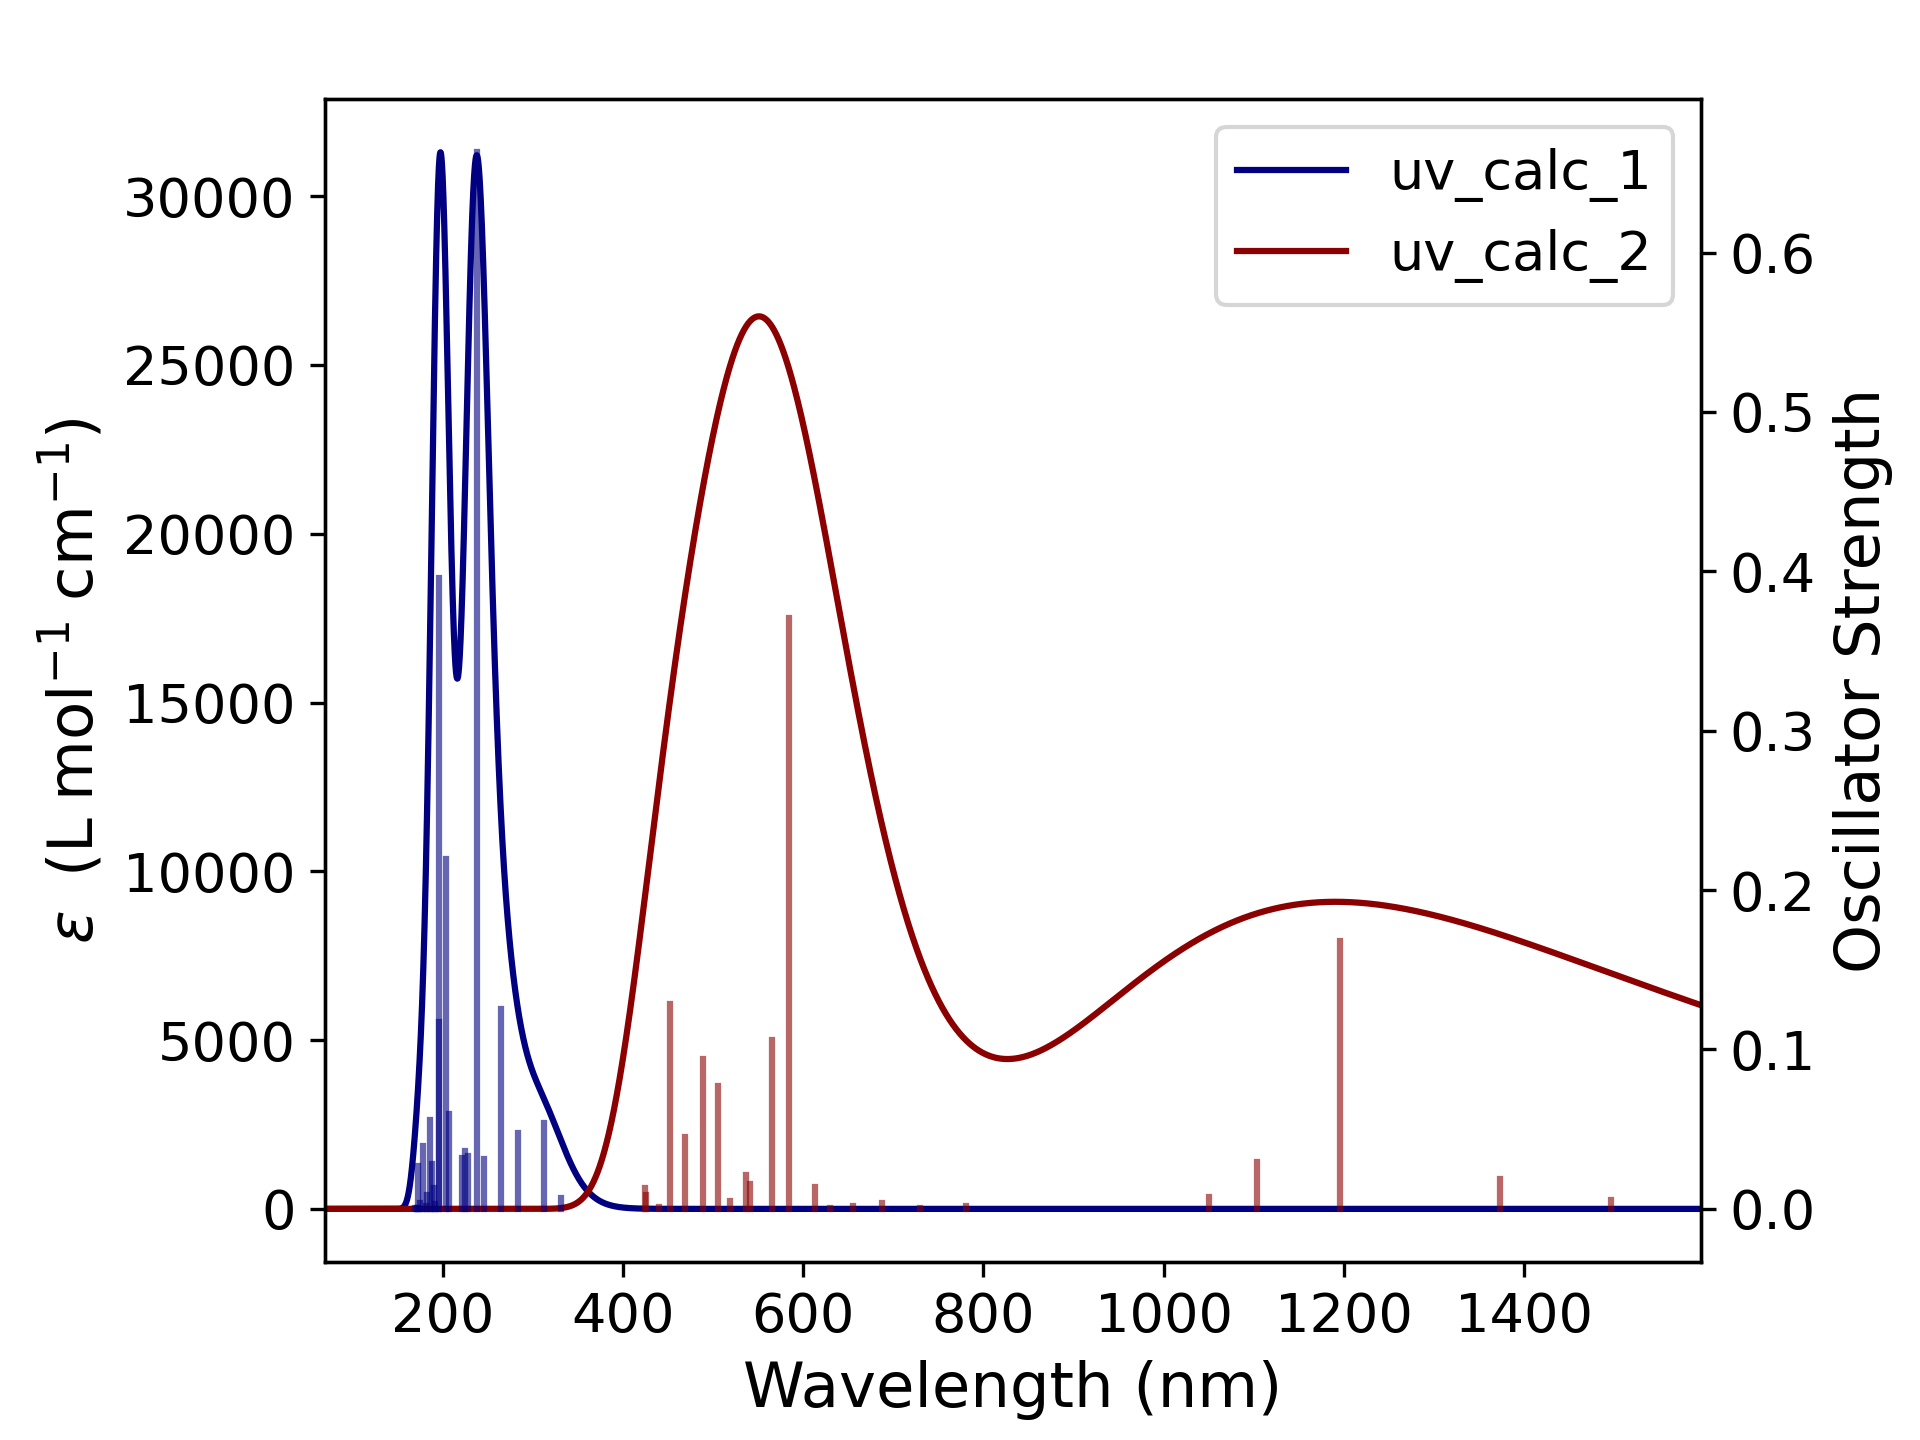 uv_calc_1
uv_calc_2
30000
25000
20000
15000
10000
5000
0
ε (L mol⁻¹ cm⁻¹)
0.6
0.5
0.4
0.3
0.2
0.1
0.0
Oscillator Strength
200 400 600 800 1000 1200 1400
Wavelength (nm)